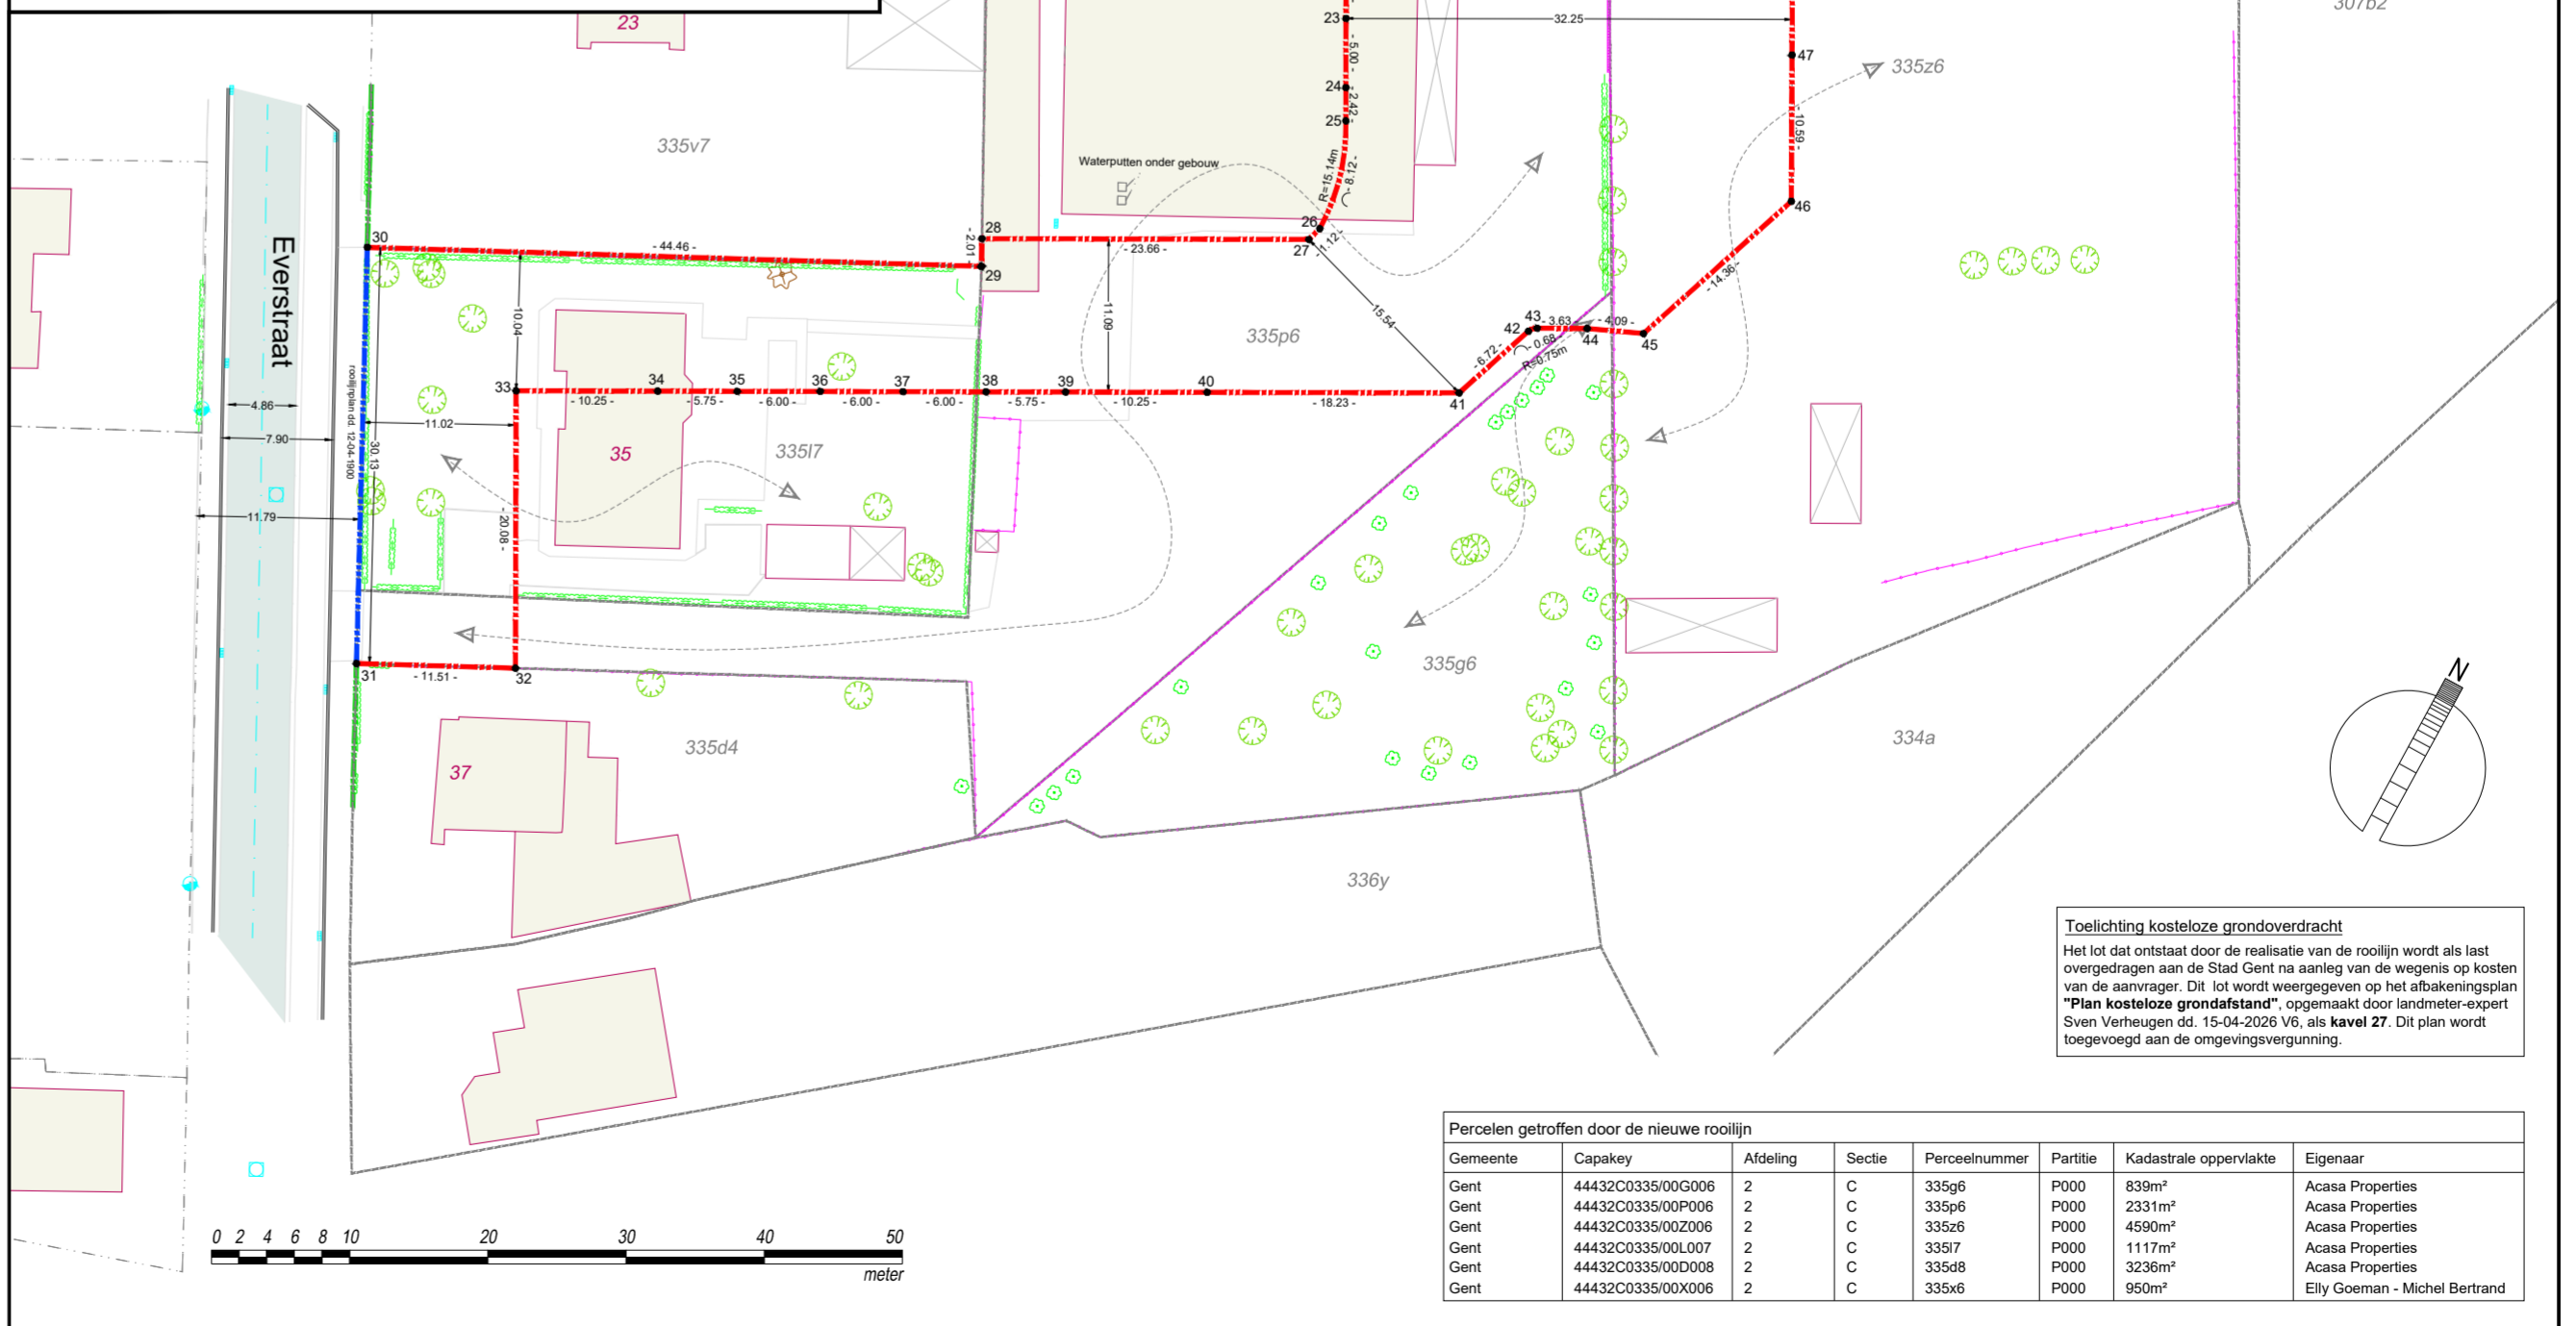 307b2
23
23
32.25
47
335z6
- 5.00 -
24
- 2.42 -
25
- 10.59 -
335v7
Waterputten onder gebouw
R=15.14m
- 8.12 -
46
30
- 44.46 -
28
- 2.01 -
29
- 23.66 -
26
27
- 1.12 -
Everstraat
10.04
11.09
15.54
335p6
- 14.36 -
43
42
- 3.63 -
- 4.09 -
44
45
- 0.68 -
R=0.75m
- 6.72 -
rooilijnplan dd. 12-04-1900
33
34
35
36
37
38
39
40
41
- 10.25 -
- 5.75 -
- 6.00 -
- 6.00 -
- 6.00 -
- 5.75 -
- 10.25 -
- 18.23 -
4.86
7.90
11.02
30.13
35
335l7
11.79
- 20.08 -
31
- 11.51 -
32
335g6
335d4
37
334a
N
336y
Toelichting kosteloze grondoverdracht
Het lot dat ontstaat door de realisatie van de rooilijn wordt als last
overgedragen aan de Stad Gent na aanleg van de wegenis op kosten
van de aanvrager. Dit lot wordt weergegeven op het afbakeningsplan
"Plan kosteloze grondafstand", opgemaakt door landmeter-expert
Sven Verheugen dd. 15-04-2026 V6, als kavel 27. Dit plan wordt
toegevoegd aan de omgevingsvergunning.
Percelen getroffen door de nieuwe rooilijn
Gemeente Capakey Afdeling Sectie Perceelnummer Partitie Kadastrale oppervlakte Eigenaar
Gent 44432C0335/00G006 2 C 335g6 P000 839m² Acasa Properties
Gent 44432C0335/00P006 2 C 335p6 P000 2331m² Acasa Properties
Gent 44432C0335/00Z006 2 C 335z6 P000 4590m² Acasa Properties
Gent 44432C0335/00L007 2 C 335l7 P000 1117m² Acasa Properties
Gent 44432C0335/00D008 2 C 335d8 P000 3236m² Acasa Properties
Gent 44432C0335/00X006 2 C 335x6 P000 950m² Elly Goeman - Michel Bertrand
0 2 4 6 8 10 20 30 40 50
meter